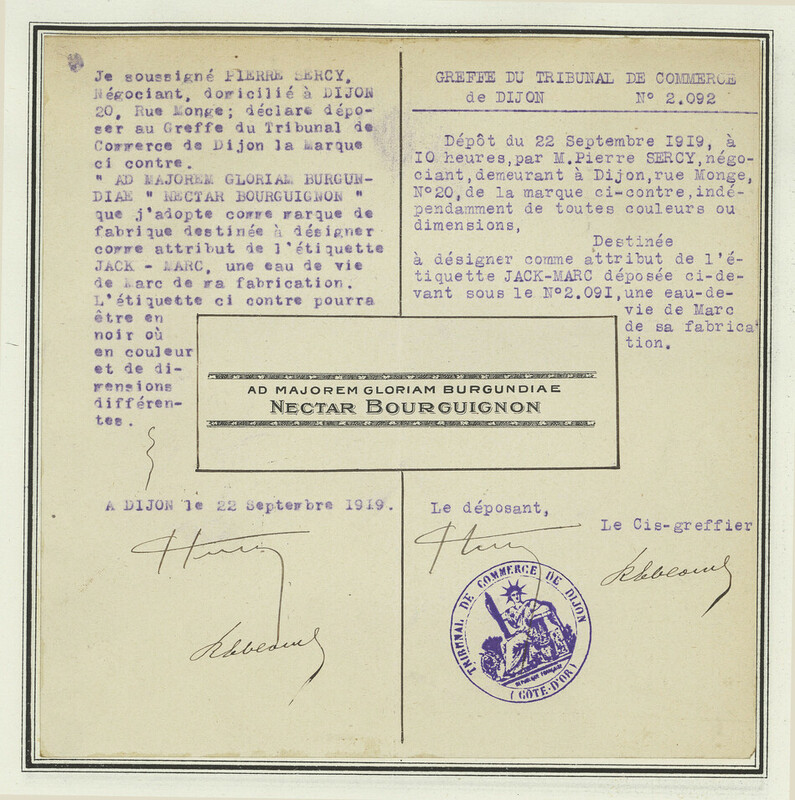 Je soussigné PIERRE SERCY,
Négociant, domicilié à DIJON
20, Rue Monge; déclare dépo-
ser au Greffe du Tribunal de
Commerce de Dijon la Marque
ci contre.
" AD MAJOREM GLORIAM BURGUN-
DIAE " NECTAR BOURGUIGNON "
que j'adopte comme marque de
fabrique destinée à désigner
comme attribut de l'étiquette
JACK - MARC, une eau de vie
de Marc de ma fabrication.
L'étiquette ci contre pourra
être en
noir où
en couleur
et de di-
mensions
différen-
tes.
A DIJON le 22 Septembre 1919.
GREFFE DU TRIBUNAL DE COMMERCE
de DIJON N° 2.092
Dépôt du 22 Septembre I9I9, à
I0 heures,par M.Pierre SERCY,négo-
ciant,demeurant à Dijon,rue Monge,
N°20,de la marque ci-contre,indé-
pendamment de toutes couleurs ou
dimensions,
Destinée
à désigner comme attribut de l'é-
tiquette JACK-MARC déposée ci-de-
vant sous le N°2.09I,une eau-de-
vie de Marc
de sa fabrica
tion.
AD MAJOREM GLORIAM BURGUNDIAE
NECTAR BOURGUIGNON
Le déposant,
Le Cis-greffier
TRIBUNAL DE COMMERCE DE DIJON
REPUBLIQUE FRANÇAISE
(CÔTE-D'OR)